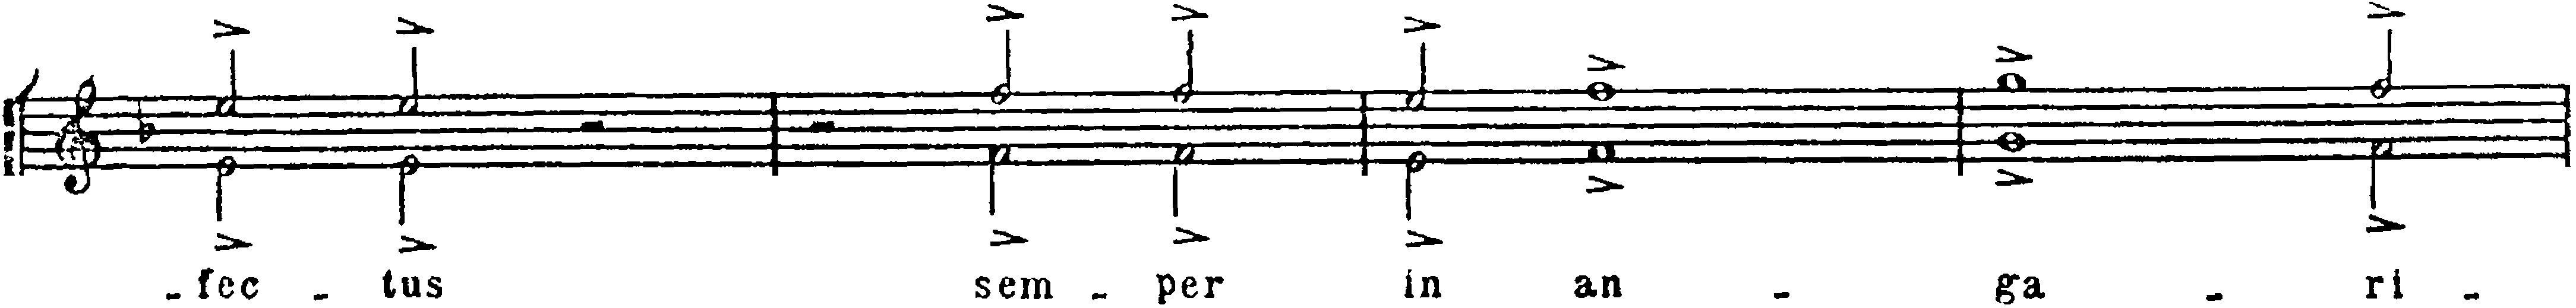 - fec - tus sem - per in an - ga - ri -